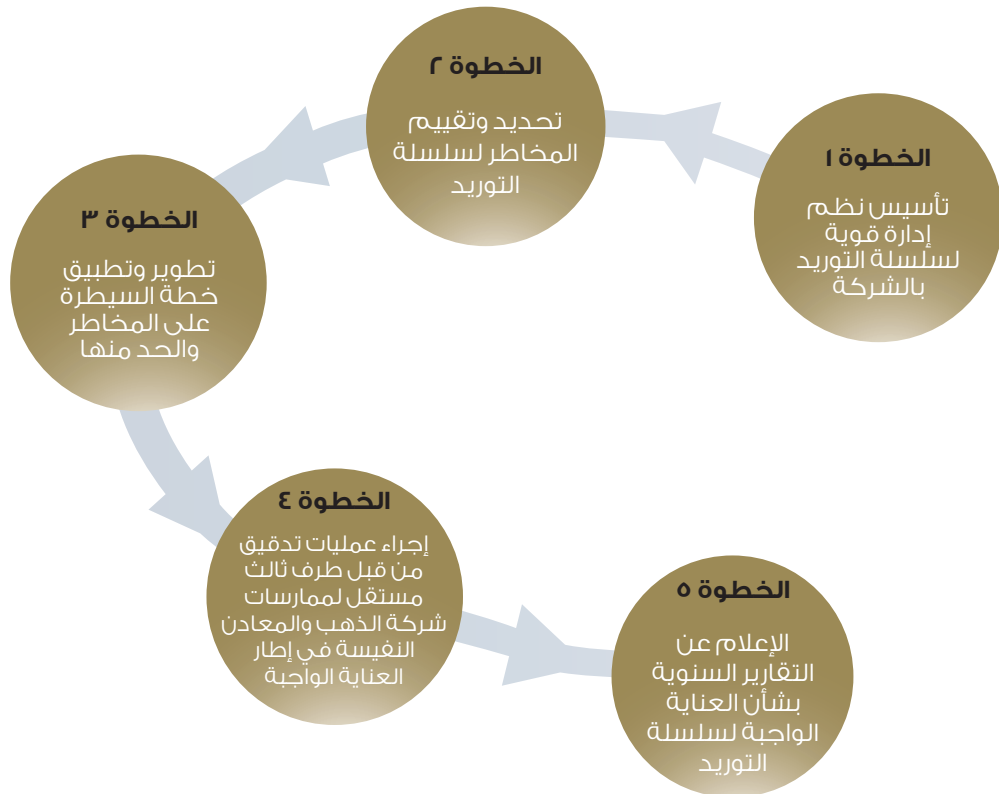 الخطوة ١
تأسيس نظم
إدارة قوية
لسلسلة التوريد
بالشركة
الخطوة ٢
تحديد وتقييم
المخاطر لسلسلة
التوريد
الخطوة ٣
تطوير وتطبيق
خطة السيطرة
على المخاطر
والحد منها
الخطوة ٤
إجراء عمليات تدقيق
من قبل طرف ثالث
مستقل لممارسات
شركة الذهب والمعادن
النفيسة في إطار
العناية الواجبة
الخطوة ٥
الإعلام عن
التقارير السنوية
بشأن العناية
الواجبة لسلسلة
التوريد